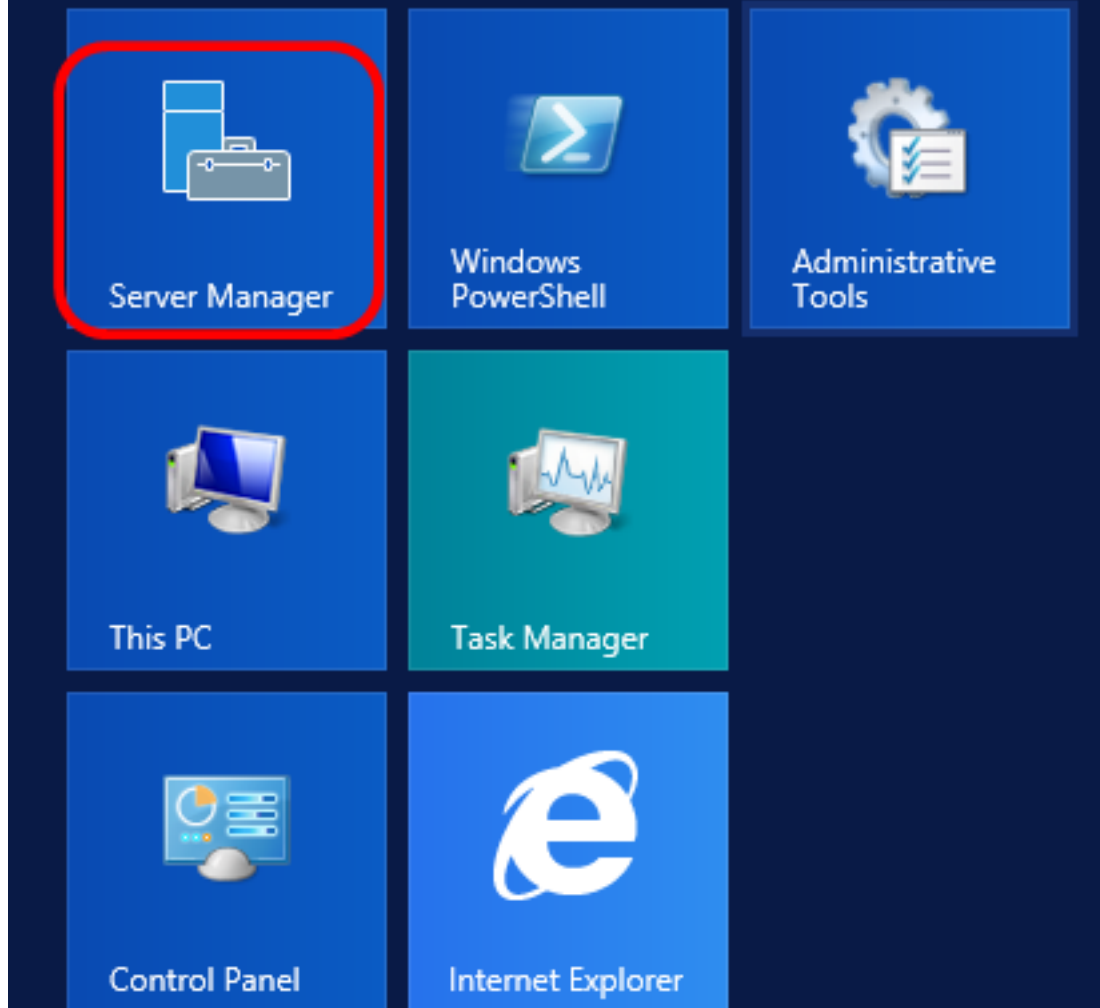 Server Manager
Windows
PowerShell
Administrative
Tools
This PC
Task Manager
Control Panel
Internet Explorer